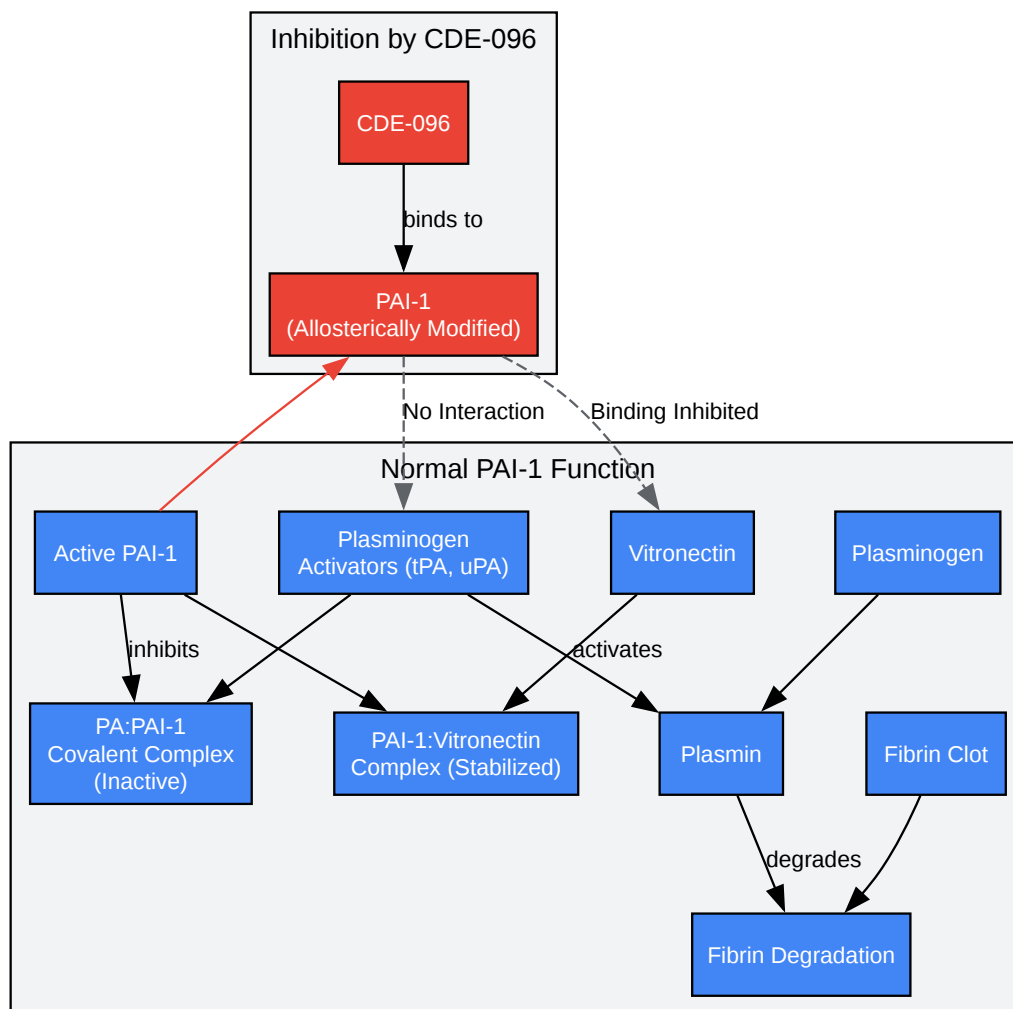 Inhibition by CDE-096
CDE-096
binds to
PAI-1
(Allosterically Modified)
No Interaction
Binding Inhibited
Normal PAI-1 Function
Active PAI-1
Plasminogen
Activators (tPA, uPA)
Vitronectin
Plasminogen
inhibits
activates
PA:PAI-1
Covalent Complex
(Inactive)
PAI-1:Vitronectin
Complex (Stabilized)
Plasmin
Fibrin Clot
degrades
Fibrin Degradation